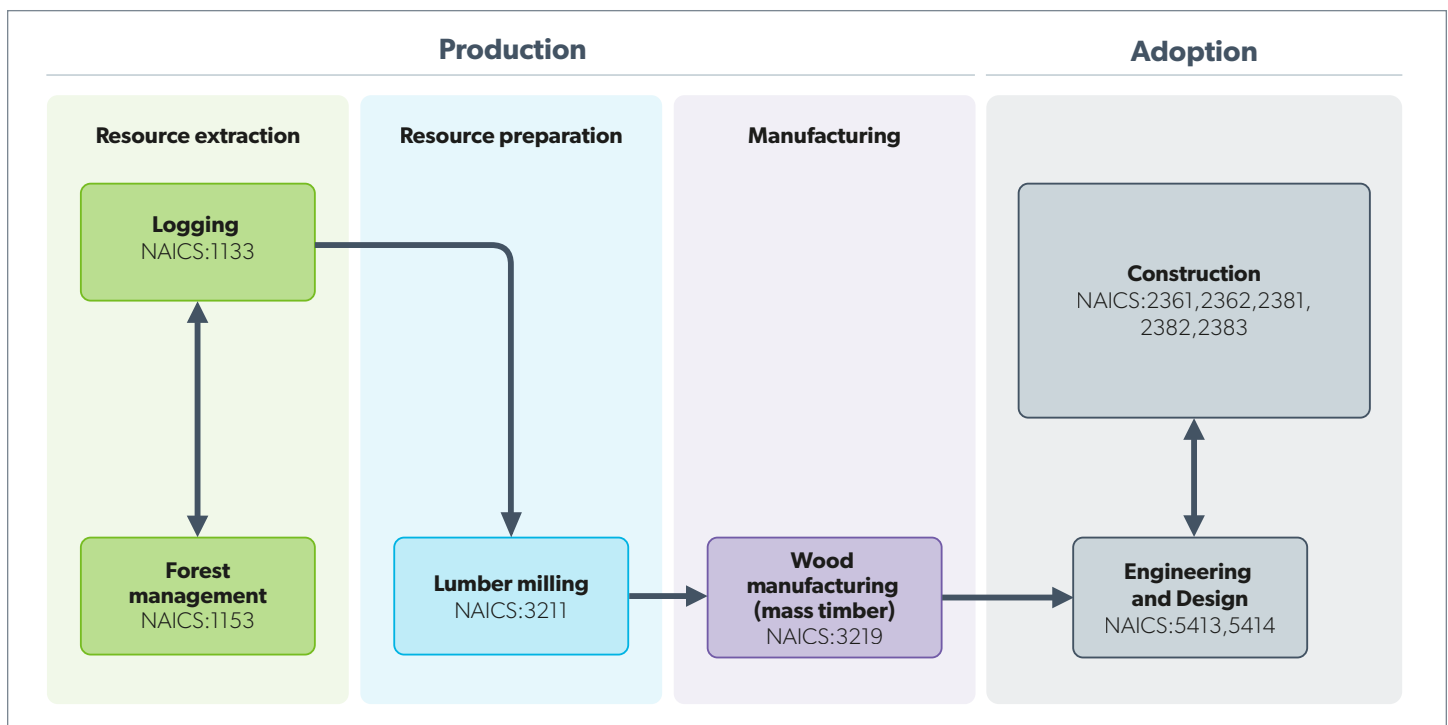 Production
Adoption
Resource extraction
Resource preparation
Manufacturing
Logging
NAICS:1133
Construction
NAICS:2361,2362,2381,
2382,2383
Forest
management
NAICS:1153
Lumber milling
NAICS:3211
Wood
manufacturing
(mass timber)
NAICS:3219
Engineering
and Design
NAICS:5413,5414